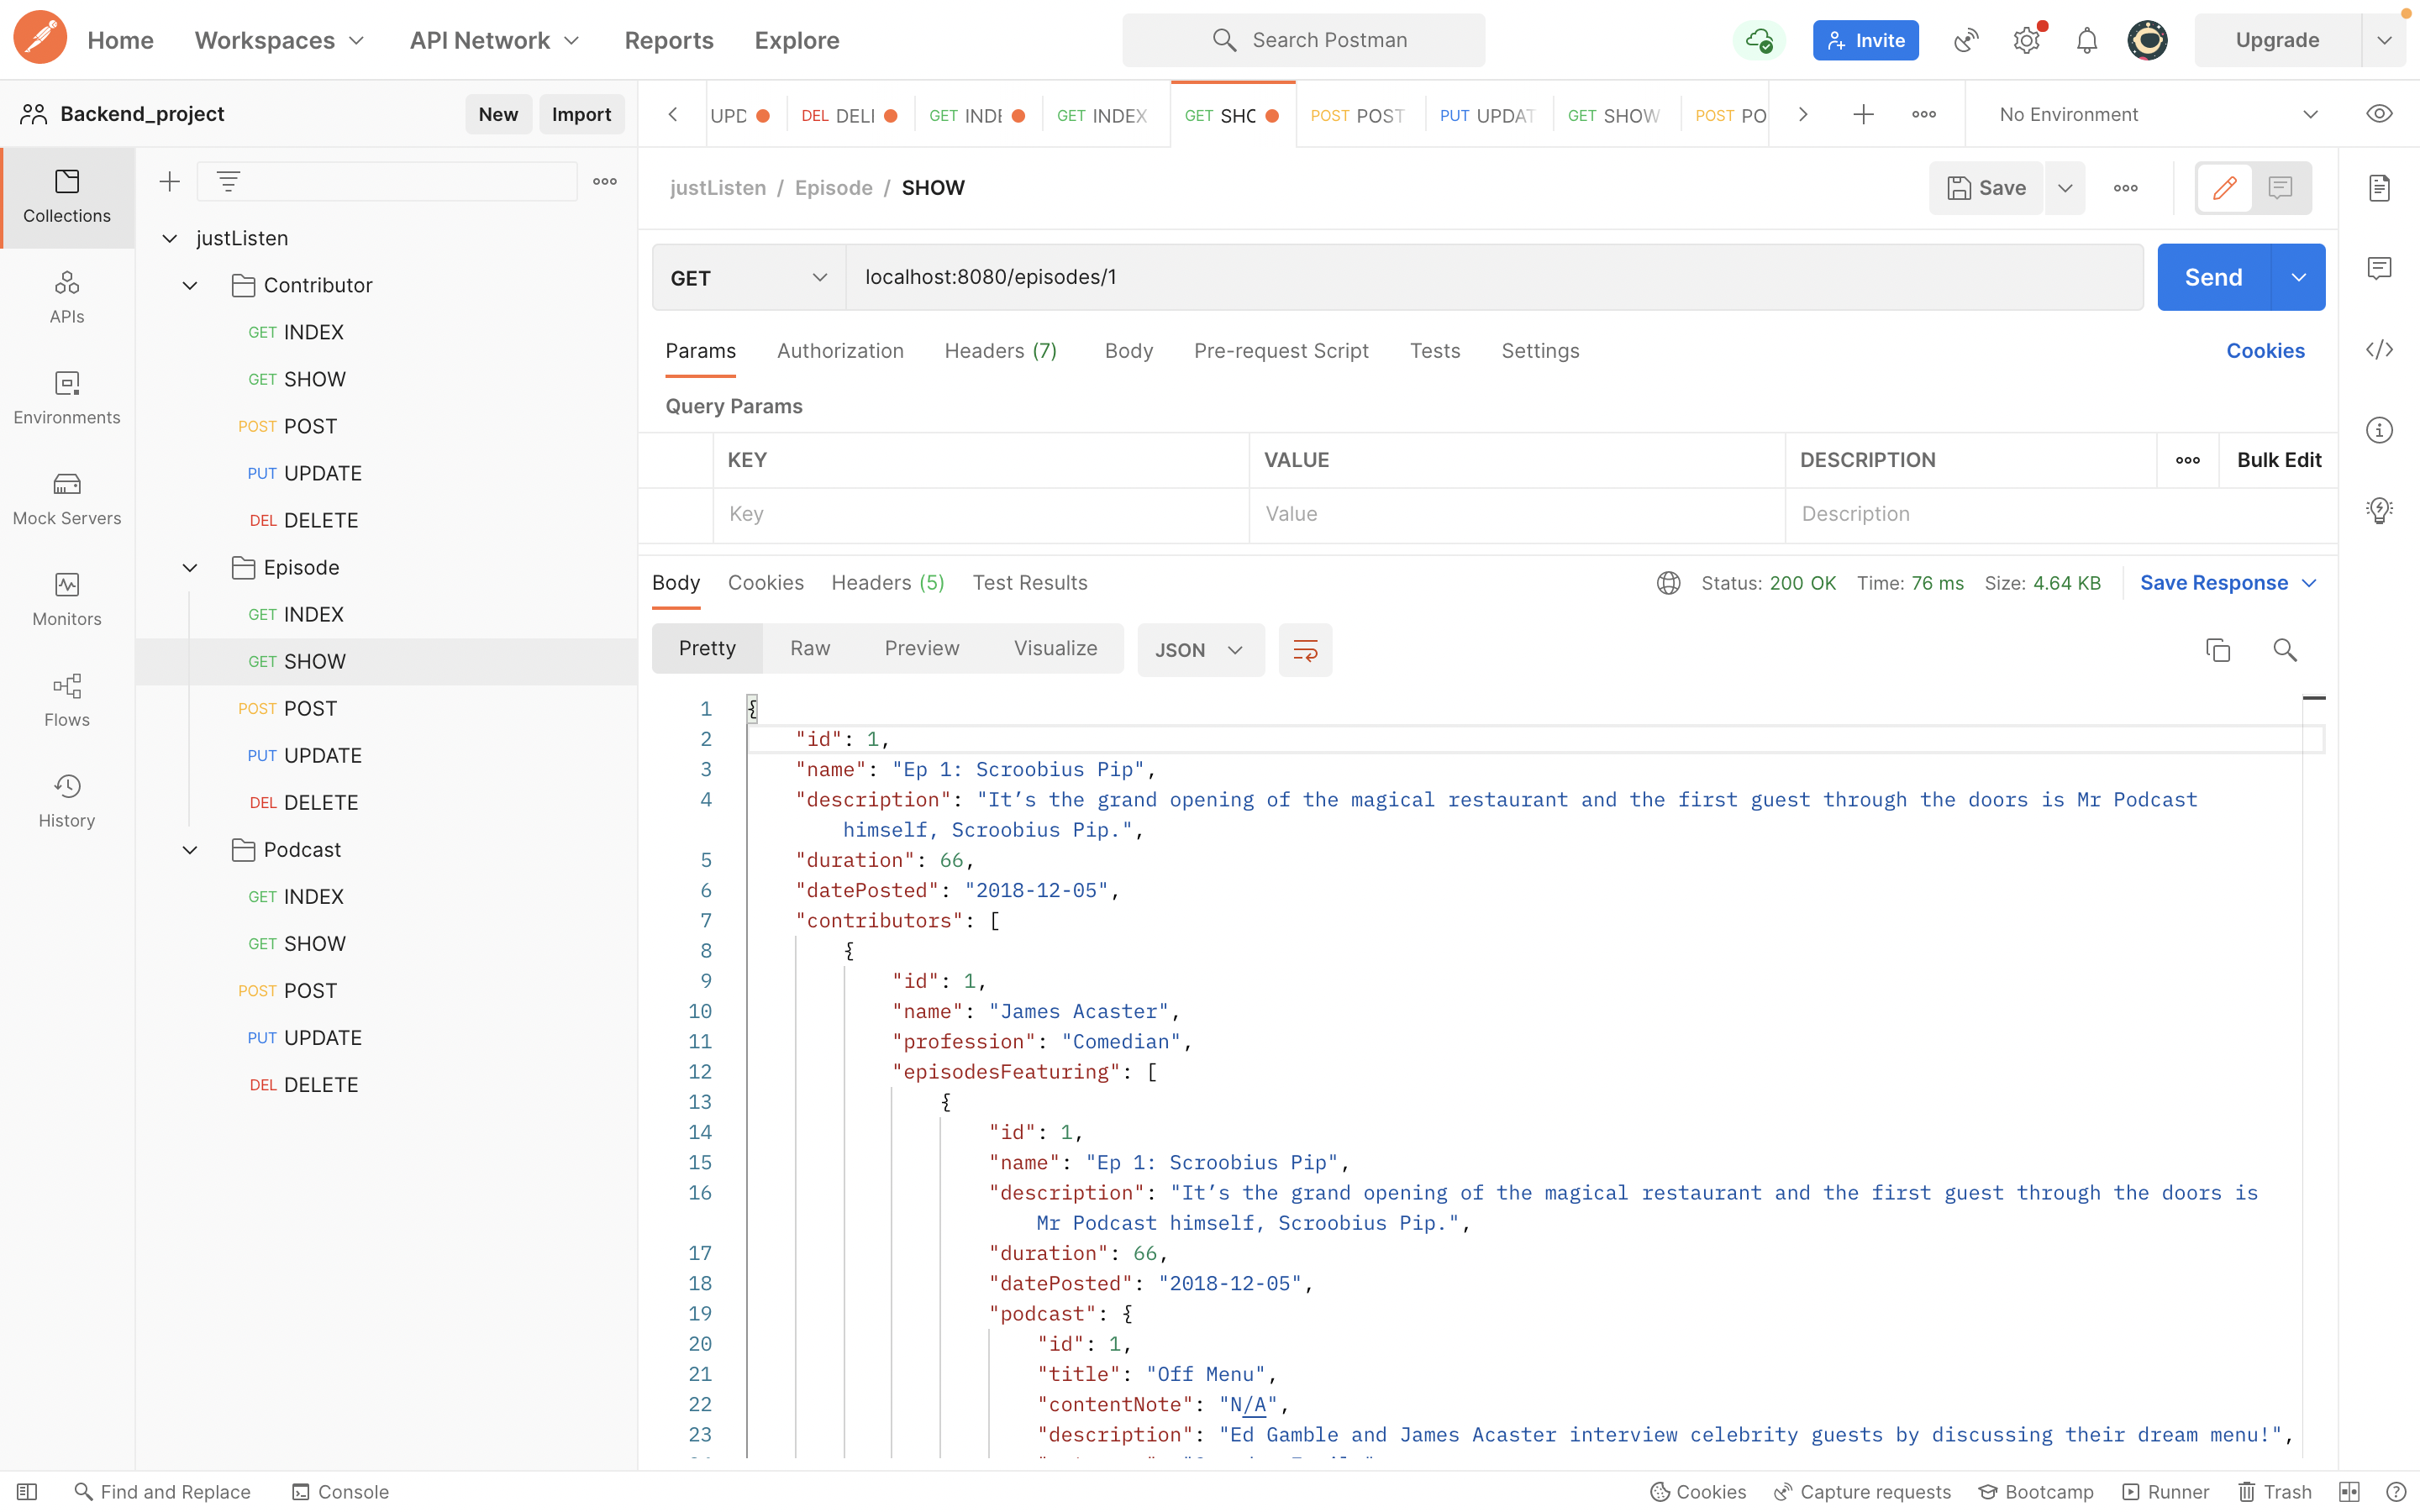 Home Workspaces API Network Reports Explore Search Postman Invite Upgrade
Backend_project New Import UPD DEL DELI GET INDE GET INDEX GET SHC POST POST PUT UPDAT GET SHOW POST PO No Environment
Collections
APIs
Environments
Mock Servers
Monitors
Flows
History
justListen
Contributor
GET INDEX
GET SHOW
POST POST
PUT UPDATE
DEL DELETE
Episode
GET INDEX
GET SHOW
POST POST
PUT UPDATE
DEL DELETE
Podcast
GET INDEX
GET SHOW
POST POST
PUT UPDATE
DEL DELETE
justListen / Episode / SHOW Save
GET localhost:8080/episodes/1 Send
Params Authorization Headers (7) Body Pre-request Script Tests Settings Cookies
Query Params
KEY VALUE DESCRIPTION Bulk Edit
Key Value Description
Body Cookies Headers (5) Test Results Status: 200 OK Time: 76 ms Size: 4.64 KB Save Response
Pretty Raw Preview Visualize JSON
1 {
2 "id": 1,
3 "name": "Ep 1: Scroobius Pip",
4 "description": "It’s the grand opening of the magical restaurant and the first guest through the doors is Mr Podcast
himself, Scroobius Pip.",
5 "duration": 66,
6 "datePosted": "2018-12-05",
7 "contributors": [
8 {
9 "id": 1,
10 "name": "James Acaster",
11 "profession": "Comedian",
12 "episodesFeaturing": [
13 {
14 "id": 1,
15 "name": "Ep 1: Scroobius Pip",
16 "description": "It’s the grand opening of the magical restaurant and the first guest through the doors is
Mr Podcast himself, Scroobius Pip.",
17 "duration": 66,
18 "datePosted": "2018-12-05",
19 "podcast": {
20 "id": 1,
21 "title": "Off Menu",
22 "contentNote": "N/A",
23 "description": "Ed Gamble and James Acaster interview celebrity guests by discussing their dream menu!",
Find and Replace Console Cookies Capture requests Bootcamp Runner Trash